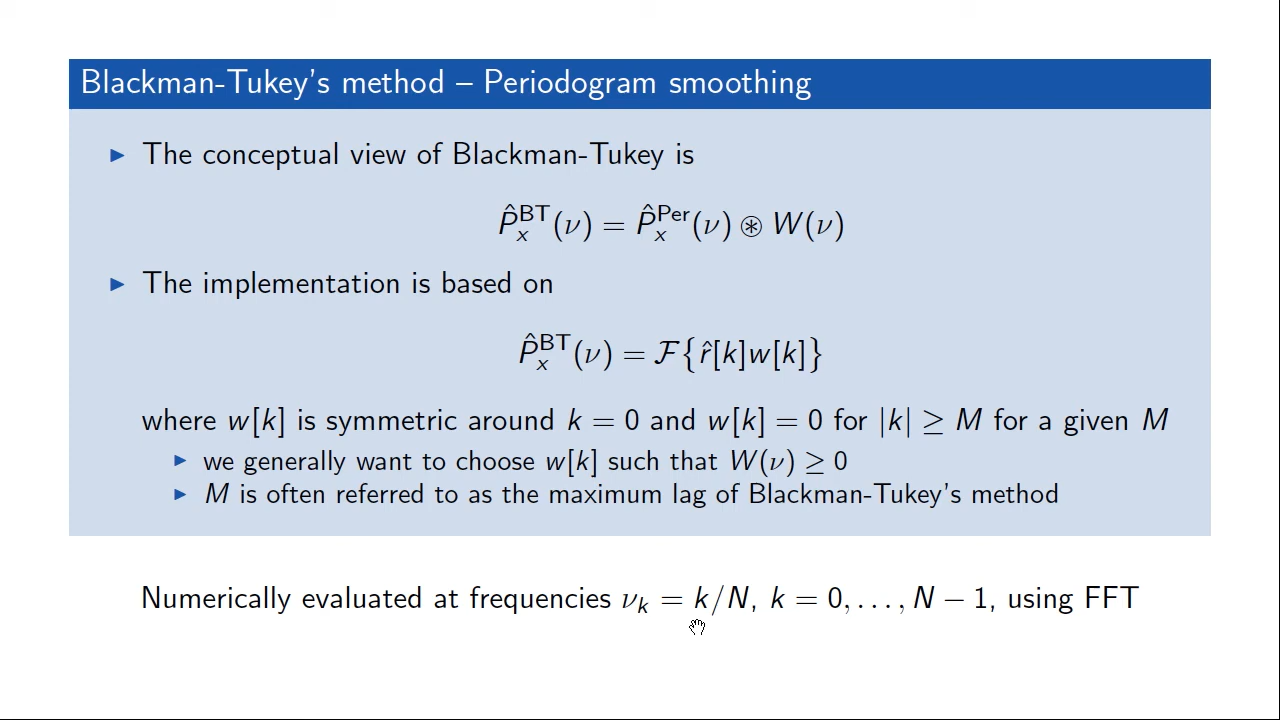 Blackman-Tukey's method – Periodogram smoothing
▶ The conceptual view of Blackman-Tukey is
P̂ₓᴮᵀ(ν) = P̂ₓᴾᵉʳ(ν) ⊛ W(ν)
▶ The implementation is based on
P̂ₓᴮᵀ(ν) = ℱ{r̂[k]w[k]}
where w[k] is symmetric around k = 0 and w[k] = 0 for |k| ≥ M for a given M
▶ we generally want to choose w[k] such that W(ν) ≥ 0
▶ M is often referred to as the maximum lag of Blackman-Tukey's method
Numerically evaluated at frequencies νₖ = k/N, k = 0, . . . , N − 1, using FFT